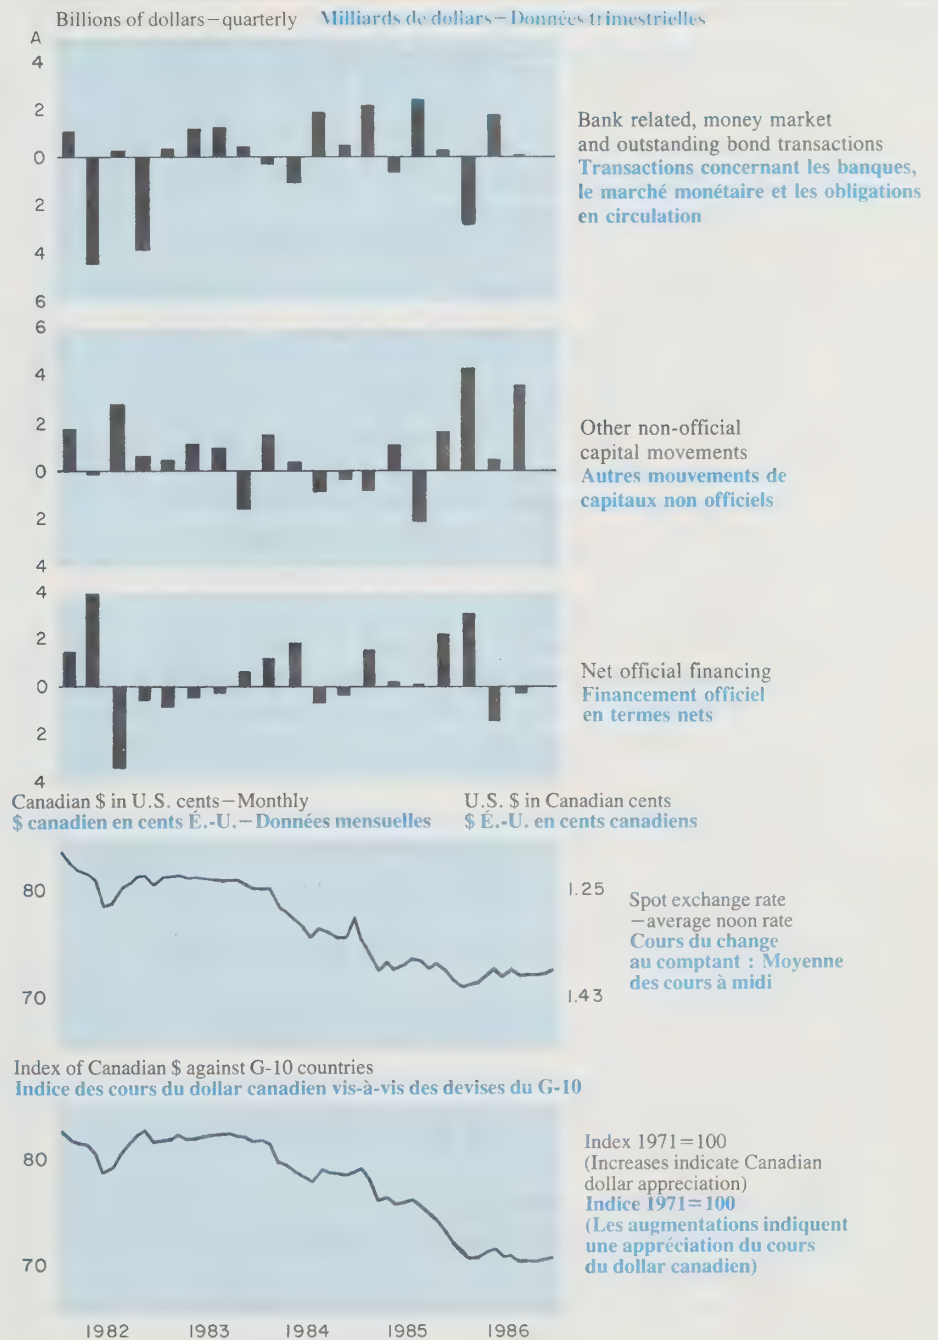 Billions of dollars–quarterly Milliards de dollars–Données trimestrielles
A
4
2
0
2
4
6
Bank related, money market
and outstanding bond transactions
Transactions concernant les banques,
le marché monétaire et les obligations
en circulation
6
4
2
0
2
4
Other non-official
capital movements
Autres mouvements de
capitaux non officiels
4
2
0
2
4
Net official financing
Financement officiel
en termes nets
Canadian $ in U.S. cents–Monthly
$ canadien en cents É.-U.–Données mensuelles
U.S. $ in Canadian cents
$ É.-U. en cents canadiens
80
70
1.25
1.43
Spot exchange rate
–average noon rate
Cours du change
au comptant : Moyenne
des cours à midi
Index of Canadian $ against G-10 countries
Indice des cours du dollar canadien vis-à-vis des devises du G-10
80
70
Index 1971=100
(Increases indicate Canadian
dollar appreciation)
Indice 1971=100
(Les augmentations indiquent
une appréciation du cours
du dollar canadien)
1982 1983 1984 1985 1986